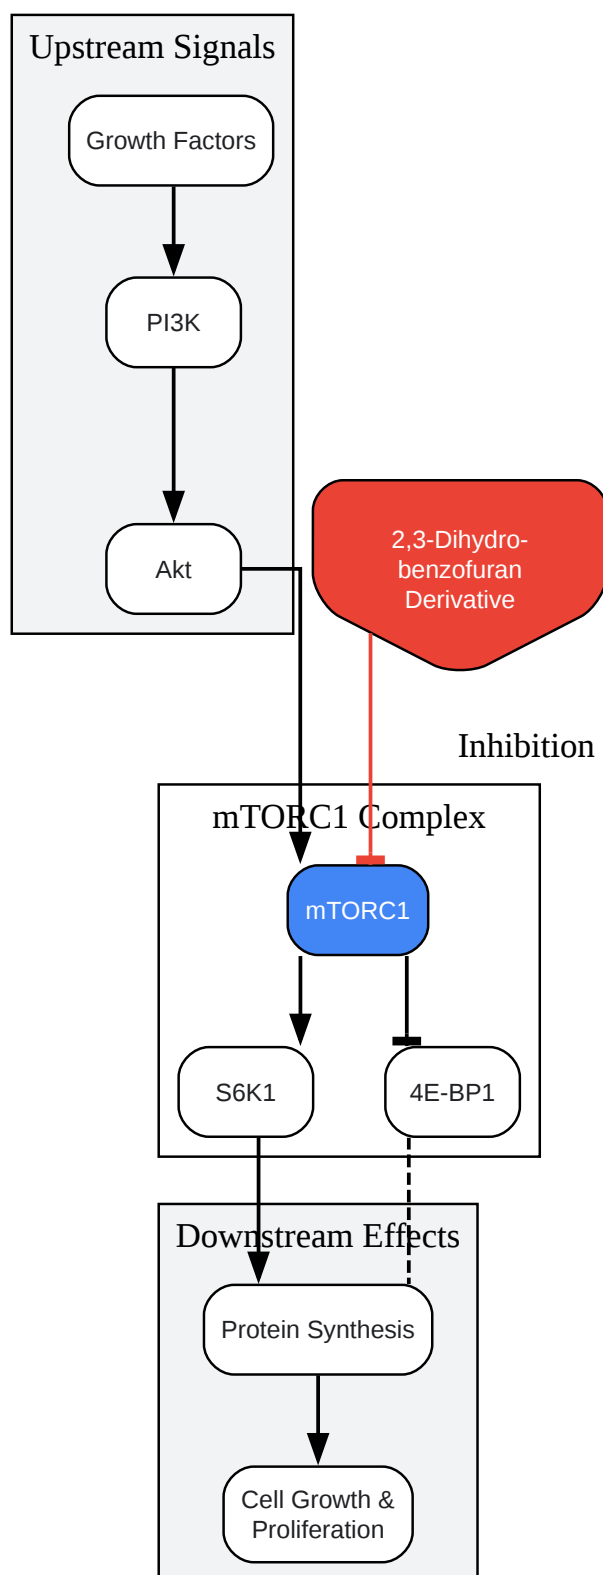 Upstream Signals
Growth Factors
PI3K
Akt
2,3-Dihydro-
benzofuran
Derivative
Inhibition
mTORC1 Complex
mTORC1
S6K1
4E-BP1
Downstream Effects
Protein Synthesis
Cell Growth &
Proliferation